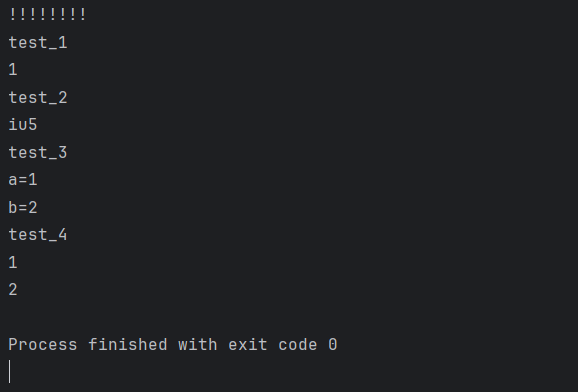 !!!!!!!!
test_1
1
test_2
iu5
test_3
a=1
b=2
test_4
1
2
Process finished with exit code 0